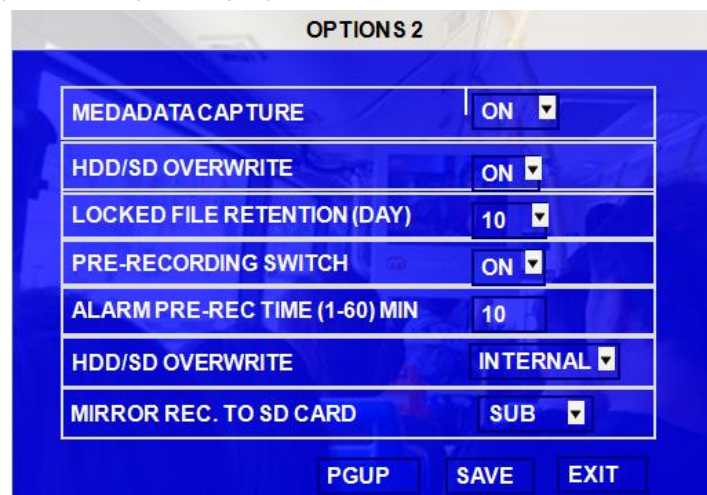 OPTIONS 2
MEDADATA CAPTURE ON
HDD/SD OVERWRITE ON
LOCKED FILE RETENTION (DAY) 10
PRE-RECORDING SWITCH ON
ALARM PRE-REC TIME (1-60) MIN 10
HDD/SD OVERWRITE INTERNAL
MIRROR REC. TO SD CARD SUB
PGUP SAVE EXIT